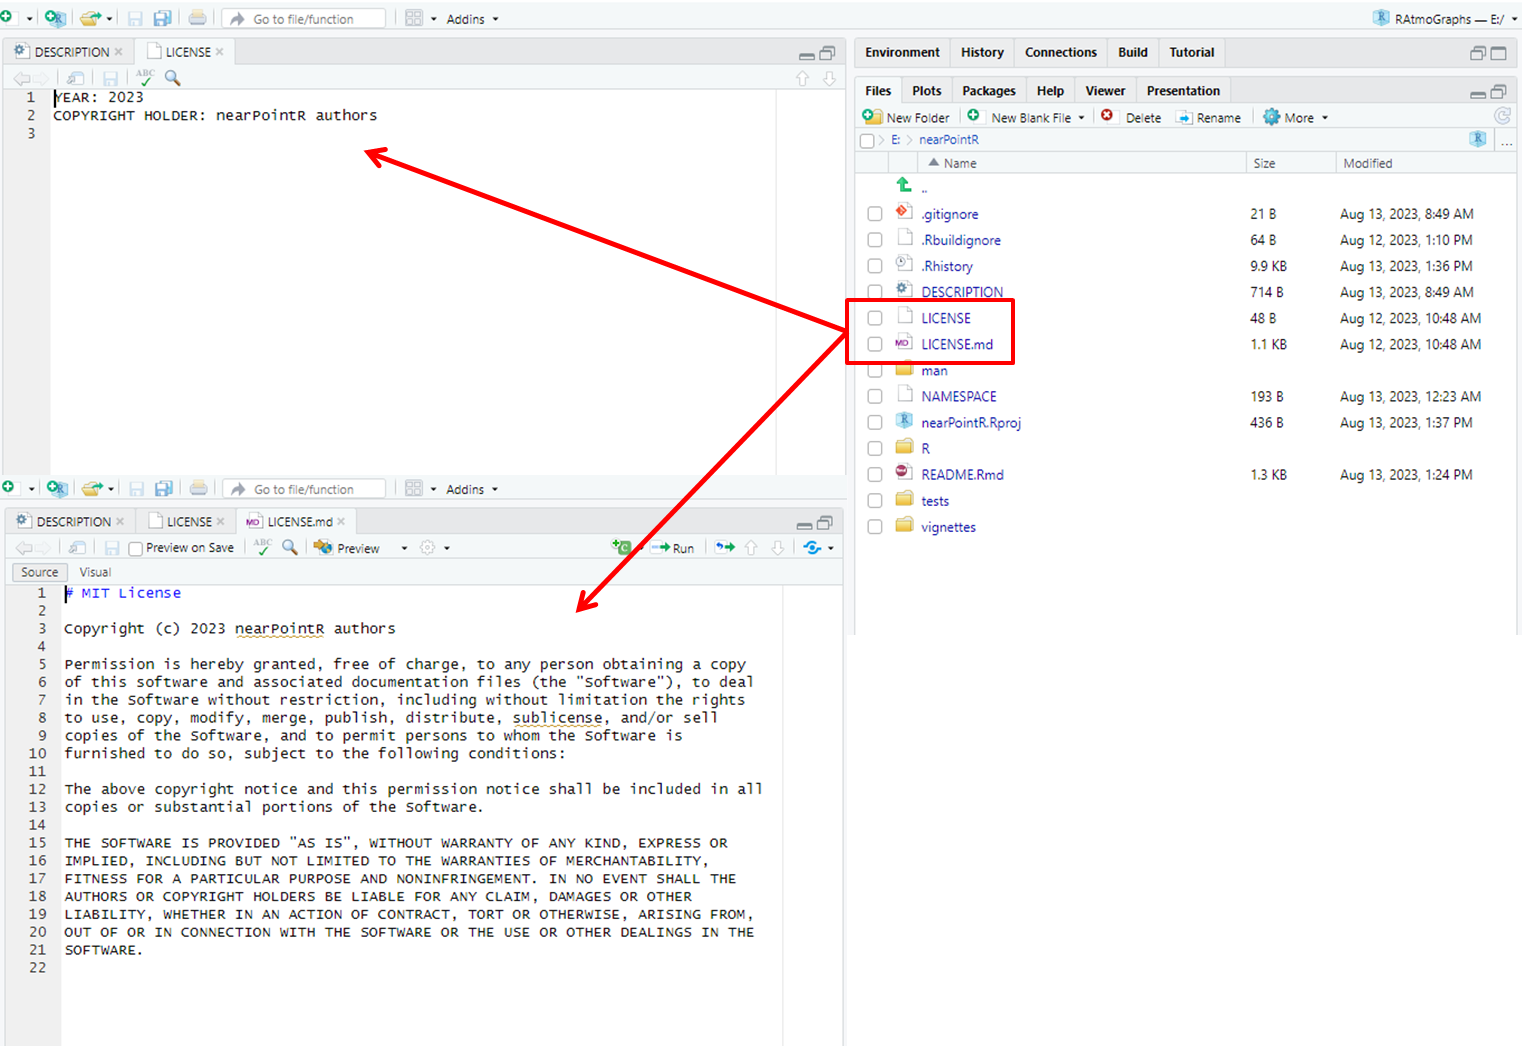 Go to file/function Addins
RAtmoGraphs — E:/
DESCRIPTION LICENSE
ABC
1 YEAR: 2023
2 COPYRIGHT HOLDER: nearPointR authors
3
Environment History Connections Build Tutorial
Files Plots Packages Help Viewer Presentation
New Folder New Blank File Delete Rename More
E: nearPointR R ...
Name Size Modified
..
.gitignore 21 B Aug 13, 2023, 8:49 AM
.Rbuildignore 64 B Aug 12, 2023, 1:10 PM
.Rhistory 9.9 KB Aug 13, 2023, 1:36 PM
DESCRIPTION 714 B Aug 13, 2023, 8:49 AM
LICENSE 48 B Aug 12, 2023, 10:48 AM
MD LICENSE.md 1.1 KB Aug 12, 2023, 10:48 AM
man
NAMESPACE 193 B Aug 13, 2023, 12:23 AM
nearPointR.Rproj 436 B Aug 13, 2023, 1:37 PM
R
README.Rmd 1.3 KB Aug 13, 2023, 1:24 PM
tests
vignettes
Go to file/function Addins
DESCRIPTION LICENSE MD LICENSE.md
Preview on Save ABC Preview Run
Source Visual
1 # MIT License
2
3 Copyright (c) 2023 nearPointR authors
4
5 Permission is hereby granted, free of charge, to any person obtaining a copy
6 of this software and associated documentation files (the "Software"), to deal
7 in the Software without restriction, including without limitation the rights
8 to use, copy, modify, merge, publish, distribute, sublicense, and/or sell
9 copies of the Software, and to permit persons to whom the Software is
10 furnished to do so, subject to the following conditions:
11
12 The above copyright notice and this permission notice shall be included in all
13 copies or substantial portions of the Software.
14
15 THE SOFTWARE IS PROVIDED "AS IS", WITHOUT WARRANTY OF ANY KIND, EXPRESS OR
16 IMPLIED, INCLUDING BUT NOT LIMITED TO THE WARRANTIES OF MERCHANTABILITY,
17 FITNESS FOR A PARTICULAR PURPOSE AND NONINFRINGEMENT. IN NO EVENT SHALL THE
18 AUTHORS OR COPYRIGHT HOLDERS BE LIABLE FOR ANY CLAIM, DAMAGES OR OTHER
19 LIABILITY, WHETHER IN AN ACTION OF CONTRACT, TORT OR OTHERWISE, ARISING FROM,
20 OUT OF OR IN CONNECTION WITH THE SOFTWARE OR THE USE OR OTHER DEALINGS IN THE
21 SOFTWARE.
22